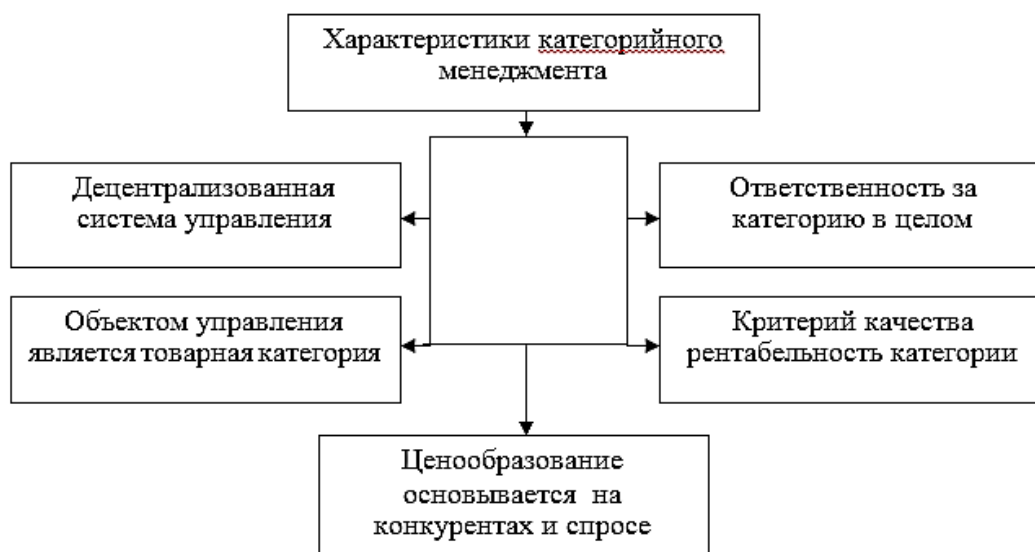 Характеристики категорийного
менеджмента
Децентрализованная
система управления
Ответственность за
категорию в целом
Объектом управления
является товарная категория
Критерий качества
рентабельность категории
Ценообразование
основывается на
конкурентах и спросе